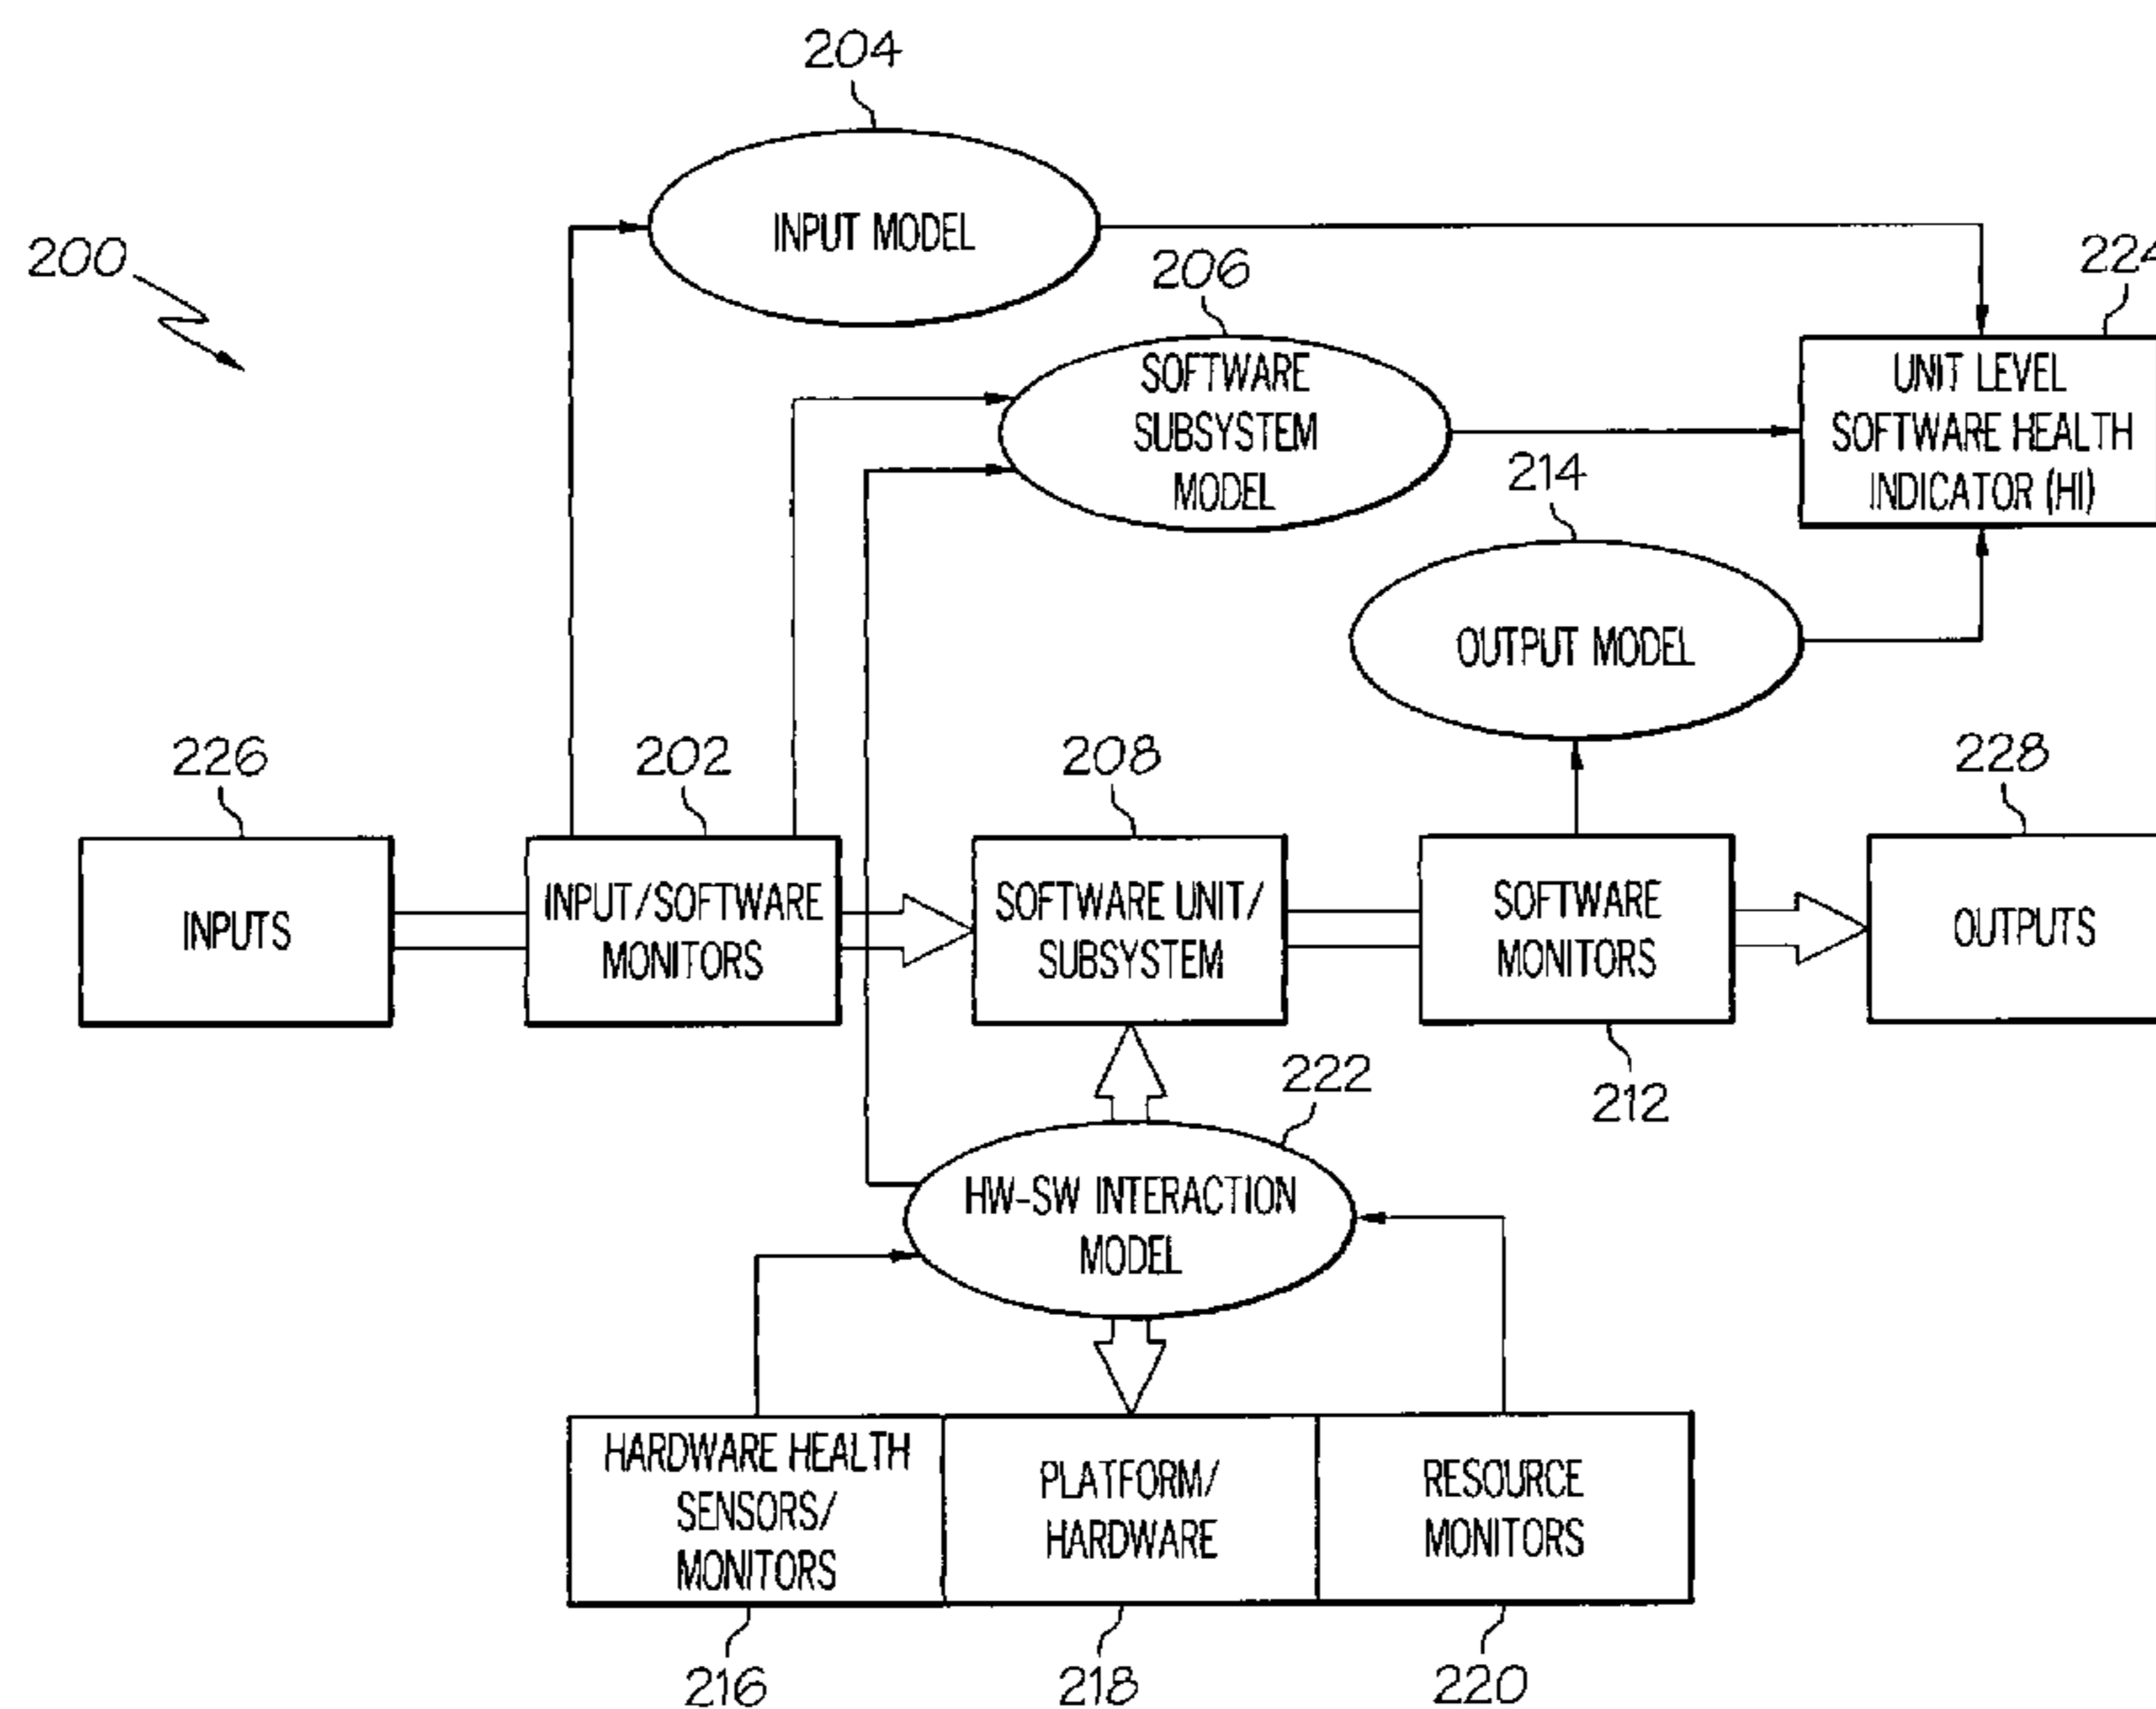 204
INPUT MODEL
200
206
224
SOFTWARE
SUBSYSTEM
MODEL
UNIT LEVEL
SOFTWARE HEALTH
INDICATOR (HI)
214
OUTPUT MODEL
226
202
208
228
INPUTS
INPUT/SOFTWARE
MONITORS
SOFTWARE UNIT/
SUBSYSTEM
SOFTWARE
MONITORS
OUTPUTS
222
212
HW-SW INTERACTION
MODEL
HARDWARE HEALTH
SENSORS/
MONITORS
PLATFORM/
HARDWARE
RESOURCE
MONITORS
216
218
220